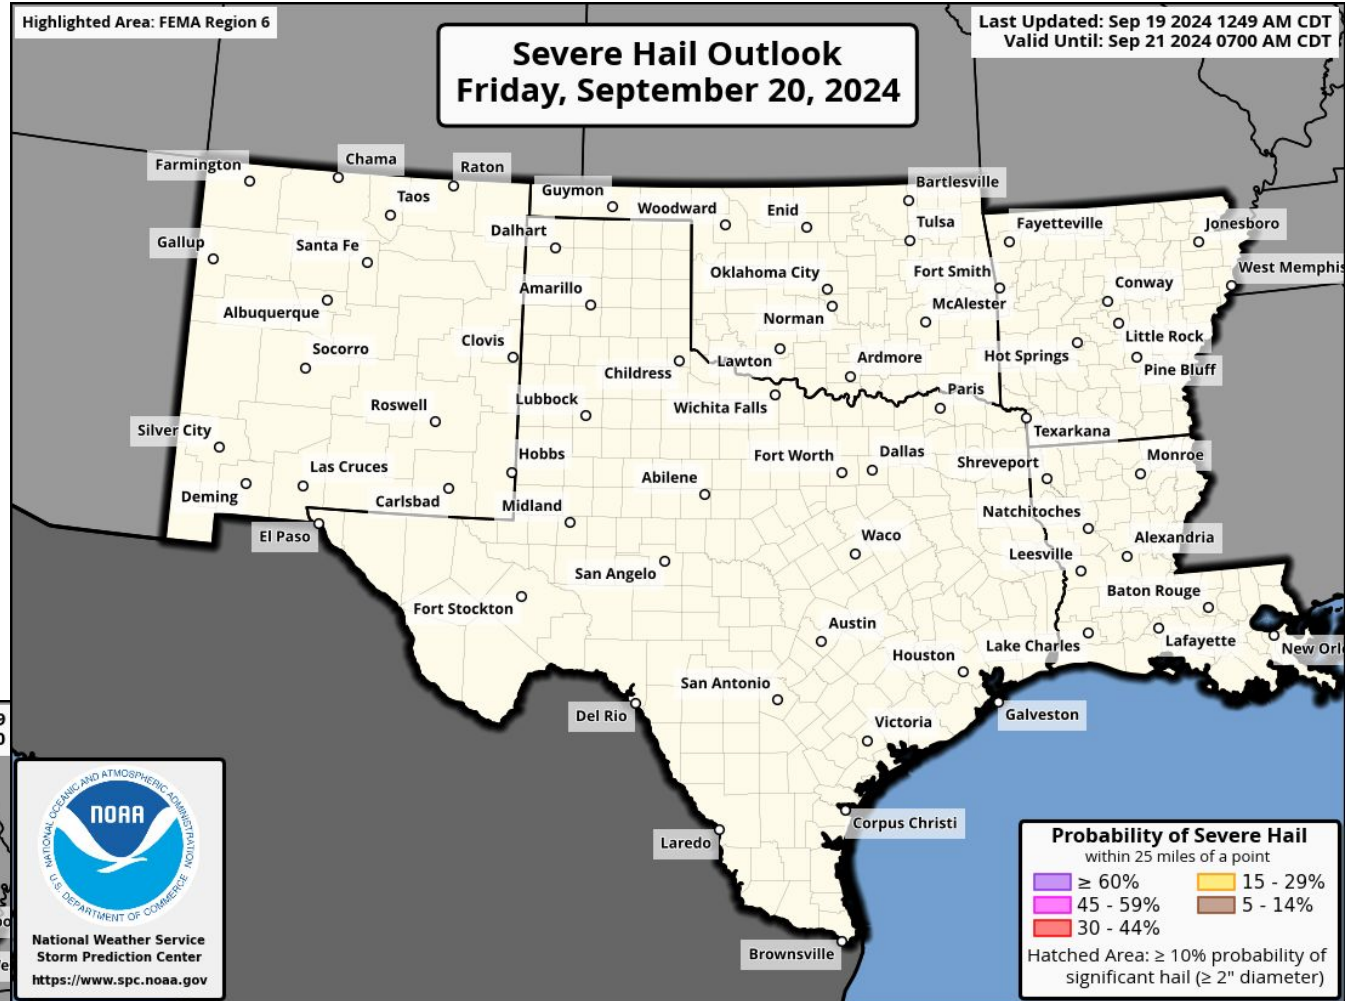 Highlighted Area: FEMA Region 6
Last Updated: Sep 19 2024 1249 AM CDT
Valid Until: Sep 21 2024 0700 AM CDT
Severe Hail Outlook
Friday, September 20, 2024
Farmington
Chama
Raton
Taos
Guymon
Woodward
Enid
Bartlesville
Tulsa
Fayetteville
Jonesboro
Gallup
Santa Fe
Dalhart
Oklahoma City
Fort Smith
West Memphis
Amarillo
Conway
Albuquerque
Norman
McAlester
Little Rock
Socorro
Clovis
Childress
Lawton
Ardmore
Hot Springs
Pine Bluff
Roswell
Lubbock
Wichita Falls
Paris
Texarkana
Silver City
Las Cruces
Hobbs
Abilene
Fort Worth
Dallas
Shreveport
Monroe
Deming
Carlsbad
Midland
Natchitoches
El Paso
Waco
Alexandria
San Angelo
Leesville
Fort Stockton
Baton Rouge
Austin
Lake Charles
Lafayette
New Orl
Houston
San Antonio
Del Rio
Victoria
Galveston
Laredo
Corpus Christi
Brownsville
9
0
NATIONAL OCEANIC AND ATMOSPHERIC ADMINISTRATION
NOAA
U.S. DEPARTMENT OF COMMERCE
National Weather Service
Storm Prediction Center
https://www.spc.noaa.gov
Probability of Severe Hail
within 25 miles of a point
≥ 60%
15 - 29%
45 - 59%
5 - 14%
30 - 44%
Hatched Area: ≥ 10% probability of
significant hail (≥ 2" diameter)